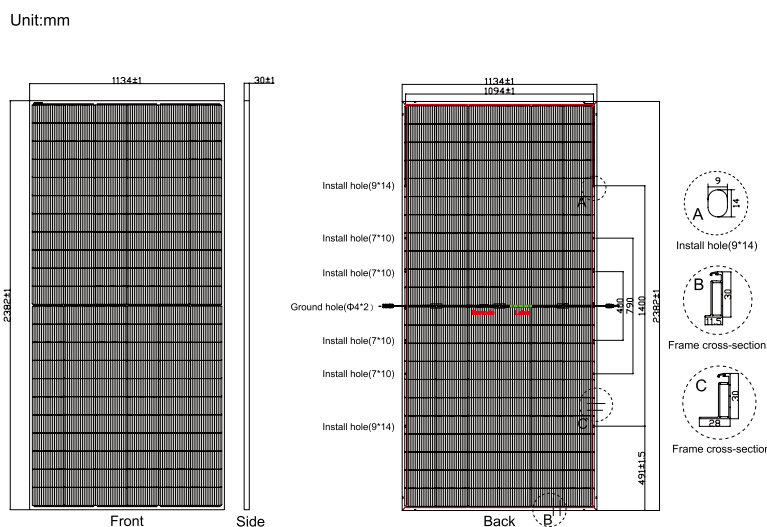 Unit:mm
1134±1
30±1
2382±1
Front
Side
1134±1
1094±1
Install hole(9*14)
Install hole(7*10)
Install hole(7*10)
Ground hole(Φ4*2)
Install hole(7*10)
Install hole(7*10)
Install hole(9*14)
A
C
B
400
790
1400
2382±1
491±1.5
Back
9
14
A
Install hole(9*14)
B
30
11.5
Frame cross-section
C
30
28
Frame cross-section